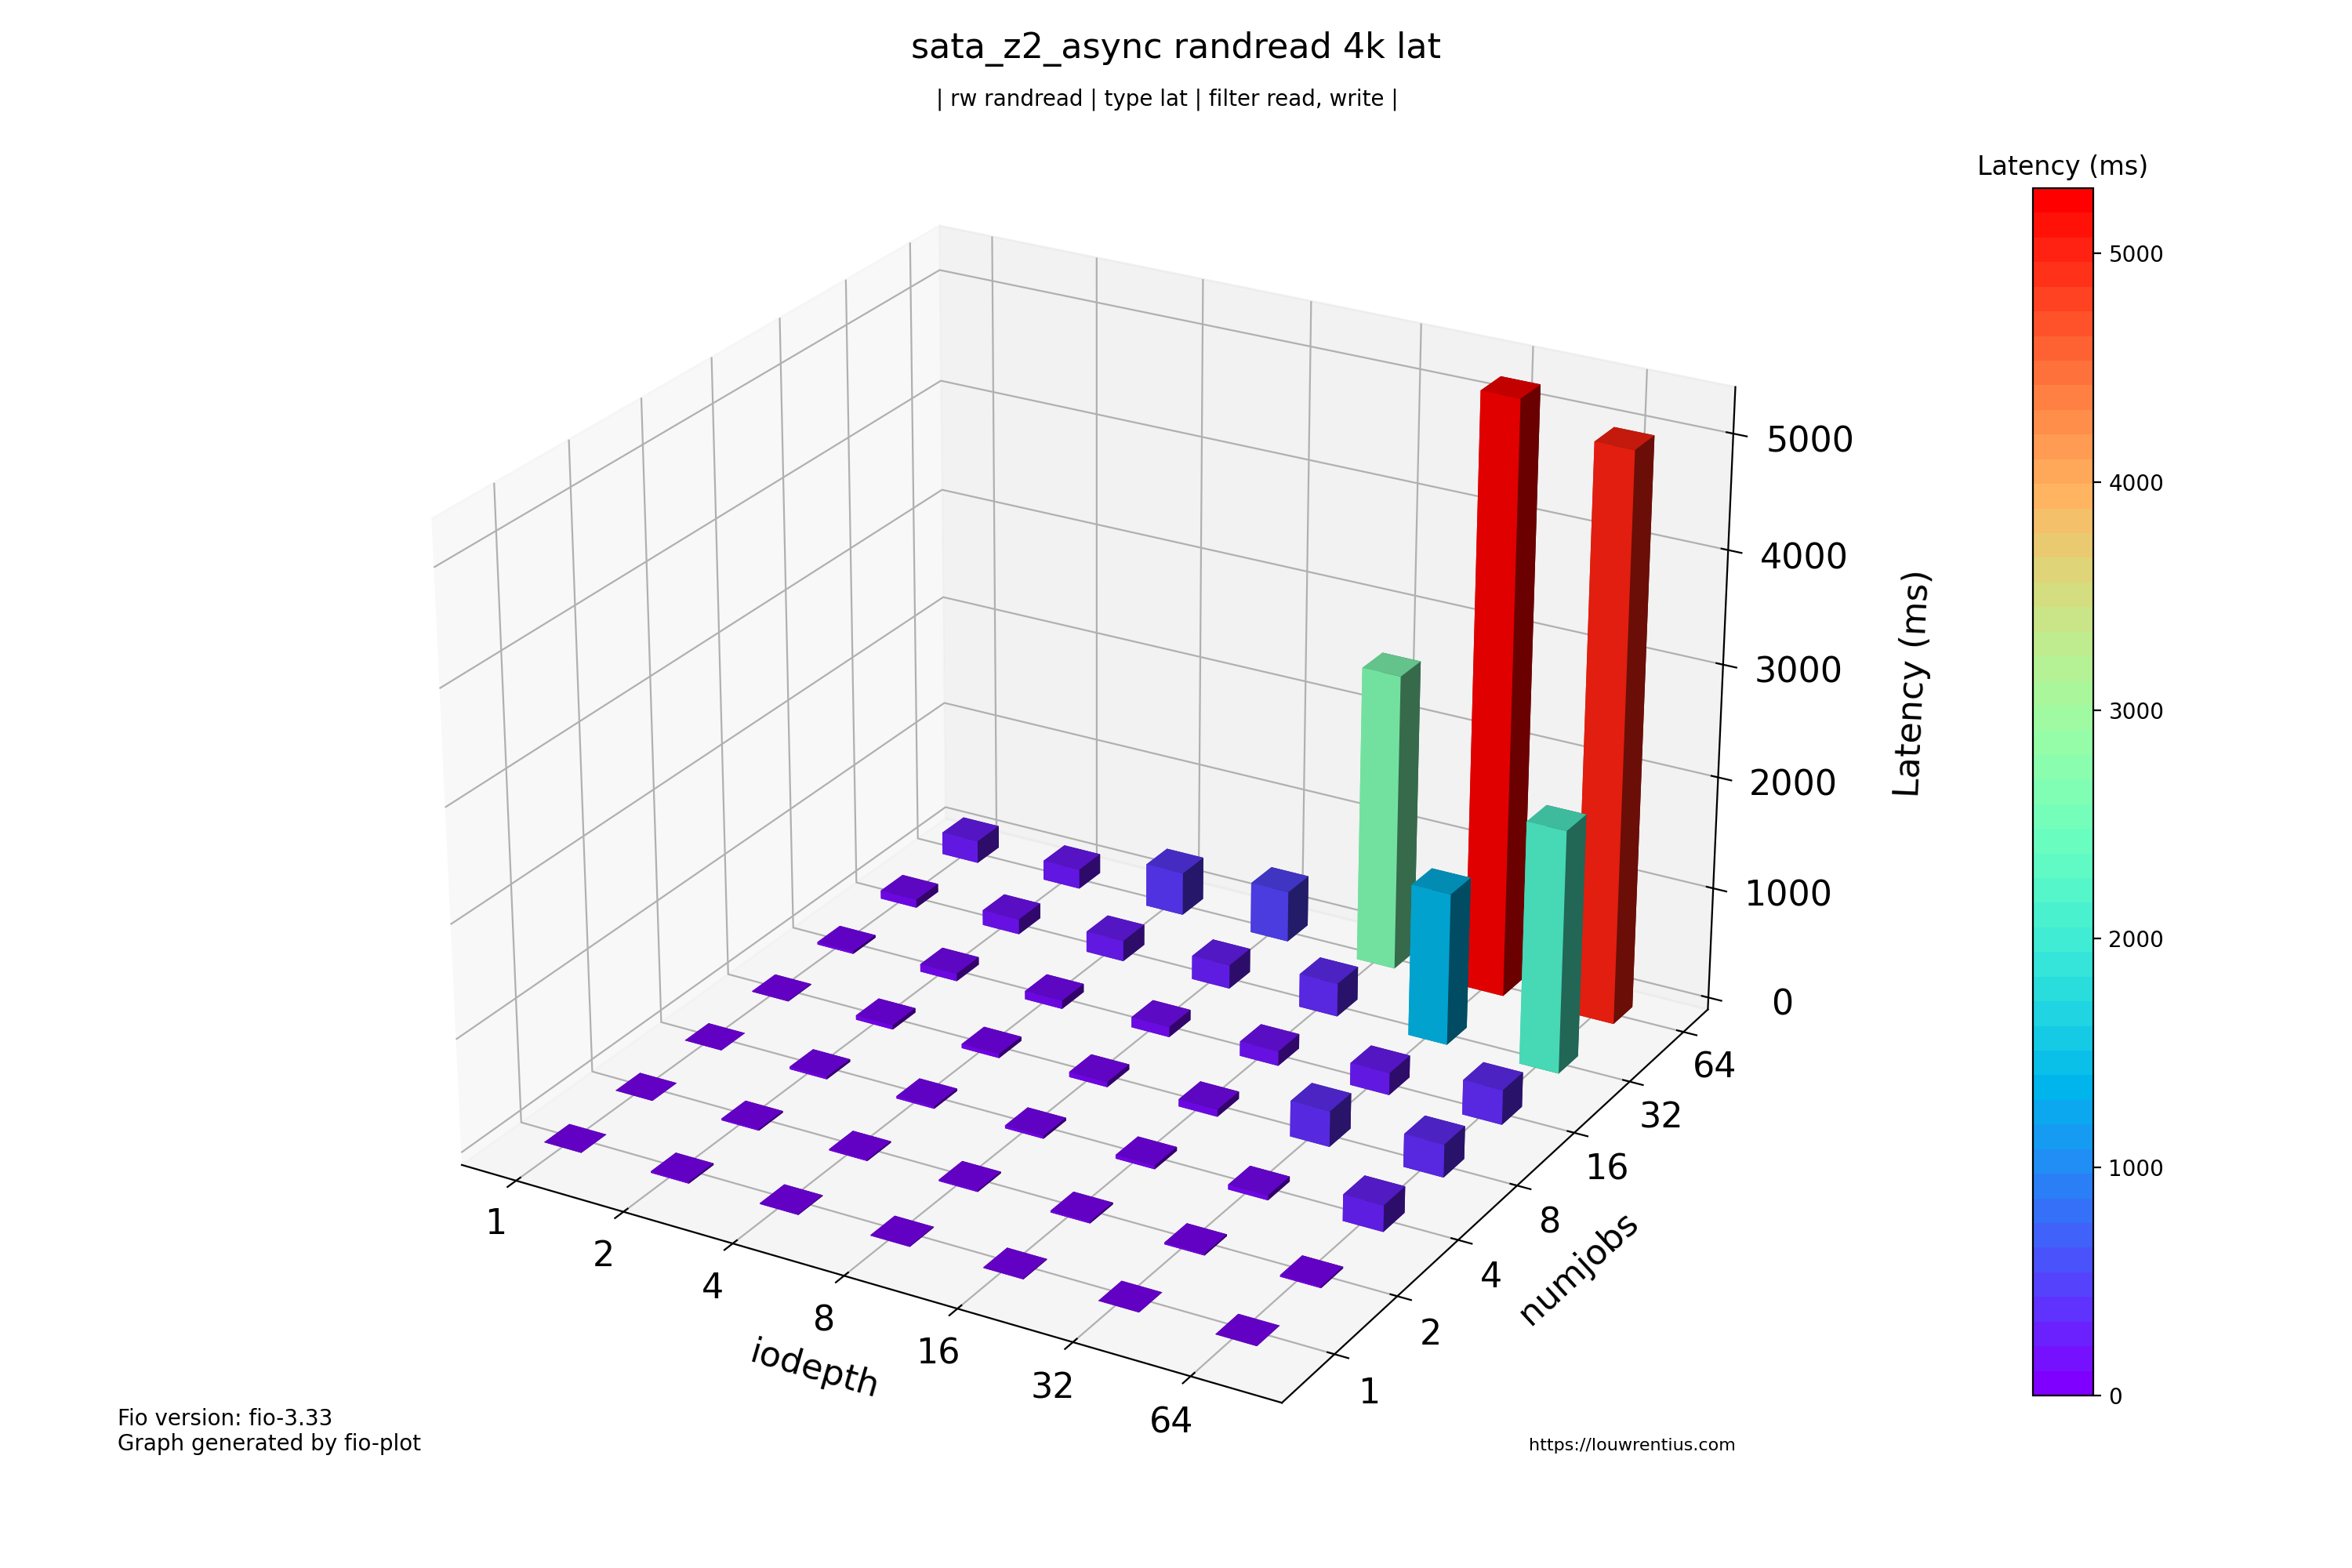 sata_z2_async randread 4k lat
| rw randread | type lat | filter read, write |
Latency (ms)
5000
4000
3000
2000
1000
0
5000
4000
3000
2000
1000
0
Latency (ms)
64
32
16
8
4
2
1
numjobs
1
2
4
8
16
32
64
iodepth
Fio version: fio-3.33
Graph generated by fio-plot
https://louwrentius.com